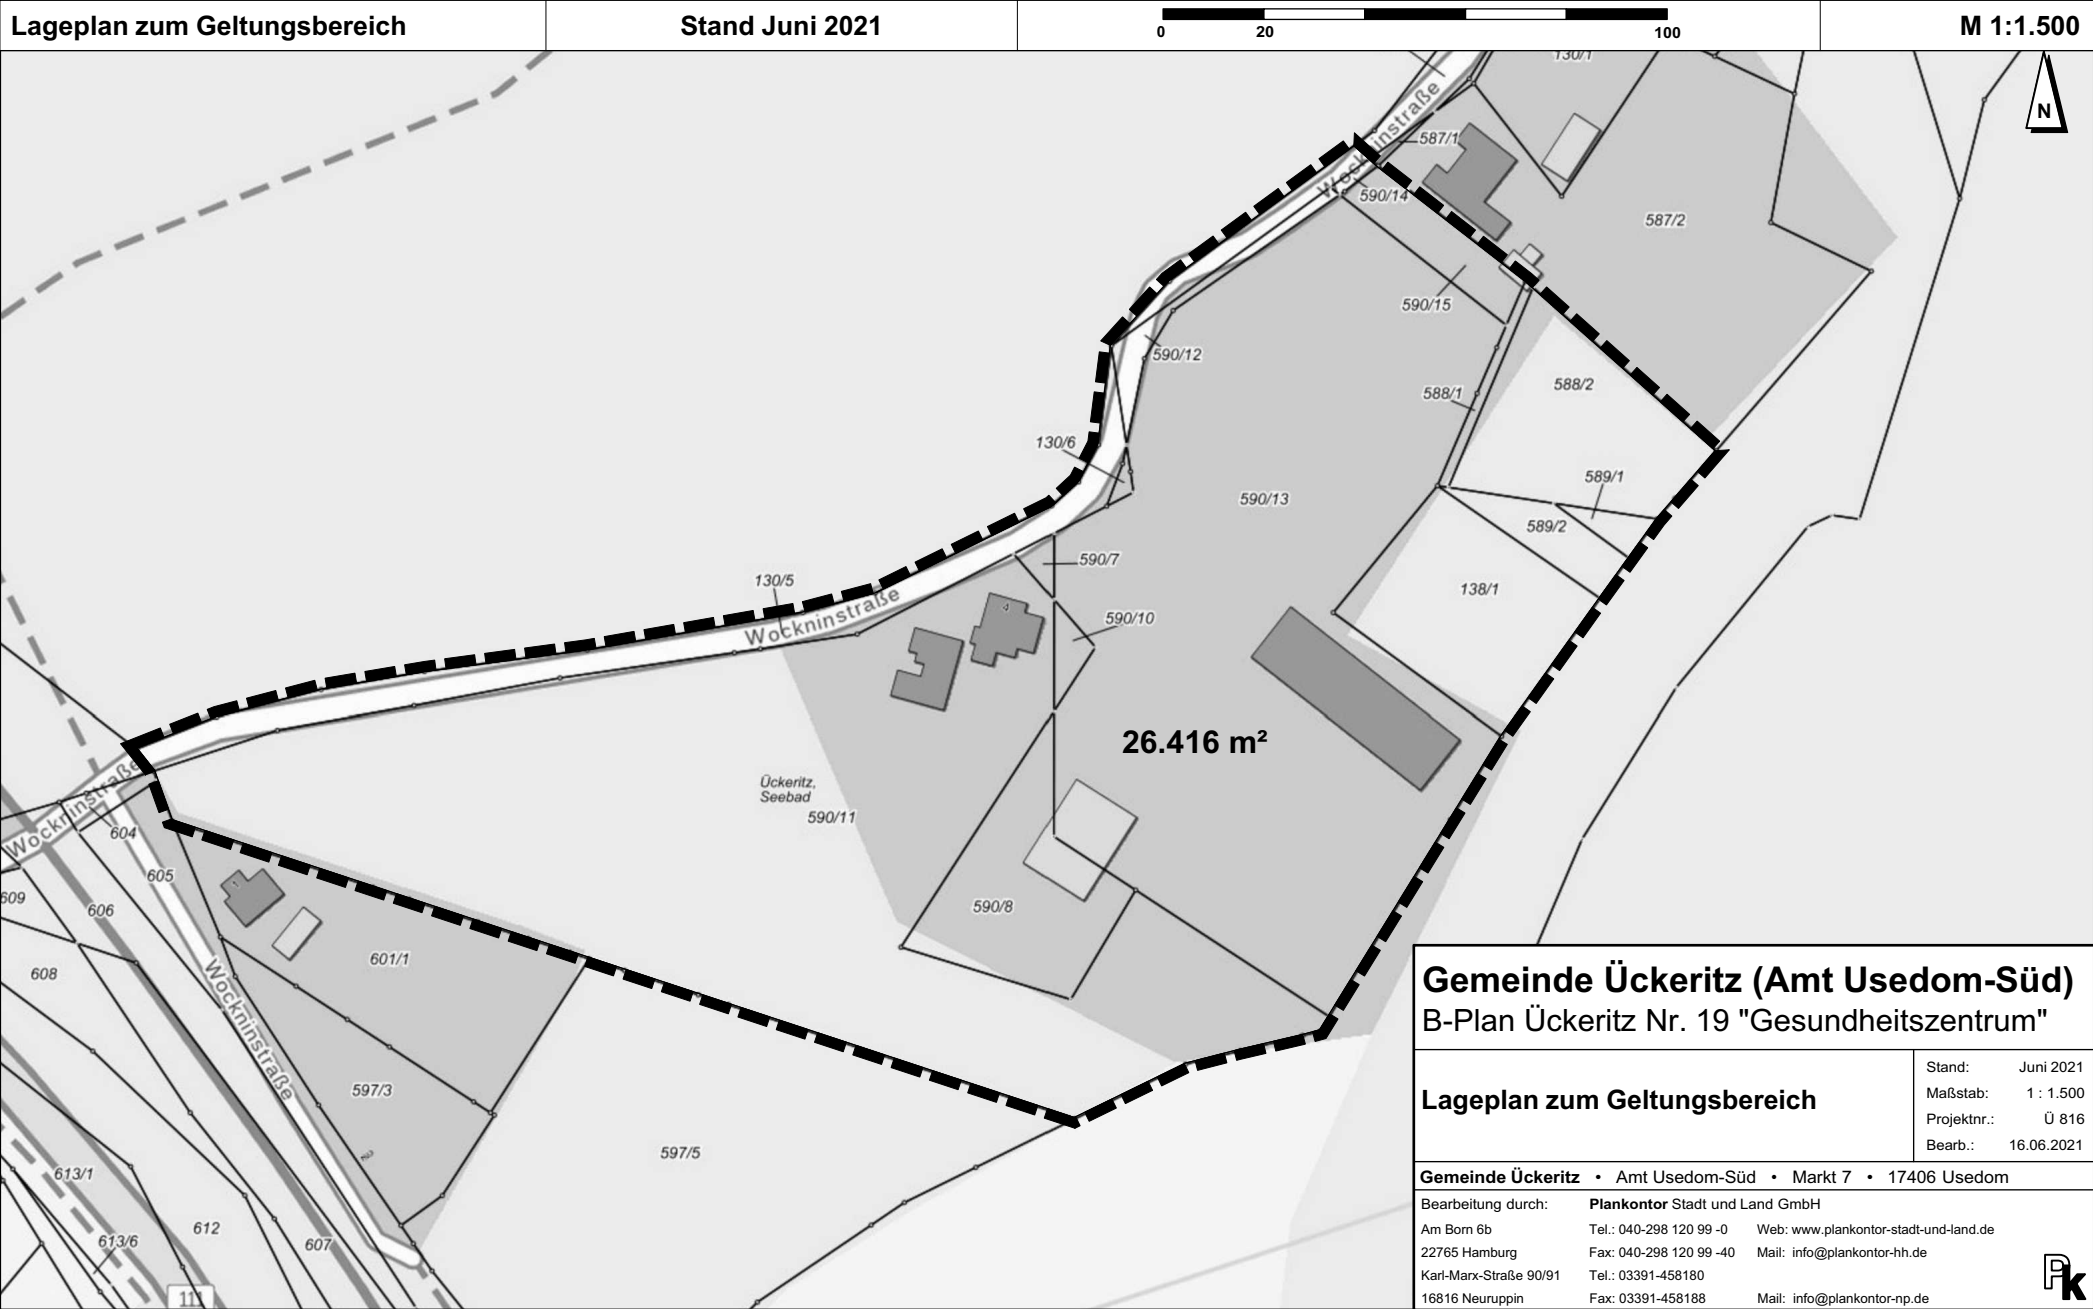 Lageplan zum Geltungsbereich
Stand Juni 2021
0 20 100
M 1:1.500
N
130/1
Wockninstraße
587/1
590/14
587/2
590/15
590/12
588/2
588/1
130/6
589/1
590/13
589/2
590/7
130/5
138/1
Wockninstraße
4
590/10
26.416 m²
Ückeritz,
Seebad
590/11
Wockninstraße
604
605
1
609
606
590/8
601/1
608
Wockninstraße
597/3
597/5
613/1
612
613/6
607
111
Gemeinde Ückeritz (Amt Usedom-Süd)
B-Plan Ückeritz Nr. 19 "Gesundheitszentrum"
Lageplan zum Geltungsbereich
Stand: Juni 2021
Maßstab: 1 : 1.500
Projektnr.: Ü 816
Bearb.: 16.06.2021
Gemeinde Ückeritz • Amt Usedom-Süd • Markt 7 • 17406 Usedom
Bearbeitung durch: Plankontor Stadt und Land GmbH
Am Born 6b Tel.: 040-298 120 99 -0 Web: www.plankontor-stadt-und-land.de
22765 Hamburg Fax: 040-298 120 99 -40 Mail: info@plankontor-hh.de
Karl-Marx-Straße 90/91 Tel.: 03391-458180
16816 Neuruppin Fax: 03391-458188 Mail: info@plankontor-np.de
Pk